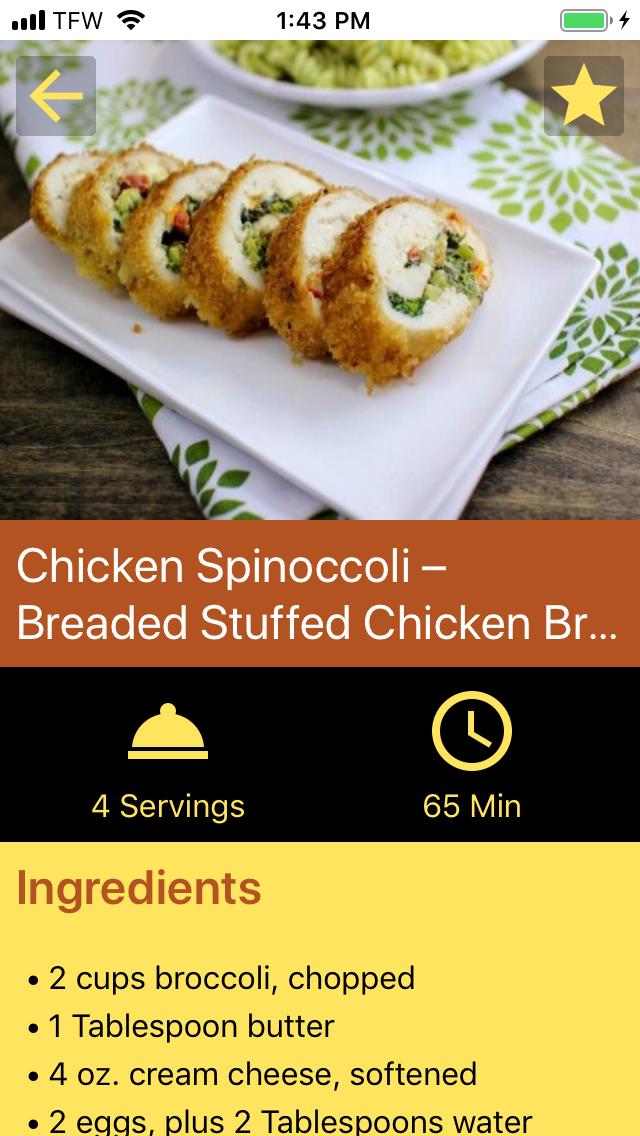 TFW 1:43 PM
Chicken Spinoccoli –
Breaded Stuffed Chicken Br...
4 Servings 65 Min
Ingredients
• 2 cups broccoli, chopped
• 1 Tablespoon butter
• 4 oz. cream cheese, softened
• 2 eggs, plus 2 Tablespoons water